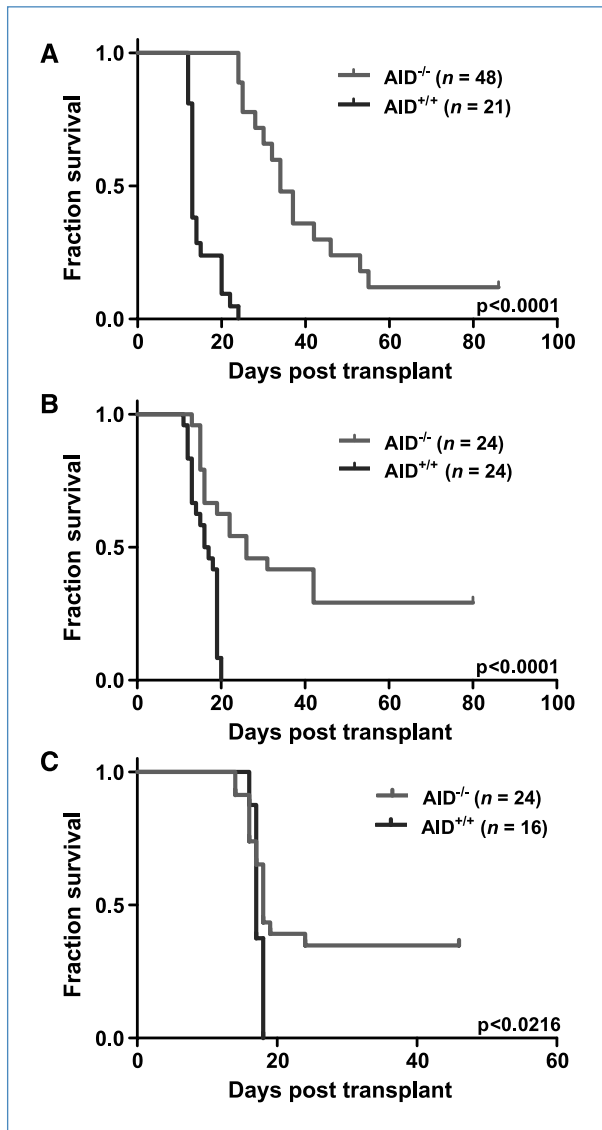 A
Fraction survival
1.0
0.5
0.0
AID-/- (n = 48)
AID+/+ (n = 21)
p<0.0001
0 20 40 60 80 100
Days post transplant
B
Fraction survival
1.0
0.5
0.0
AID-/- (n = 24)
AID+/+ (n = 24)
p<0.0001
0 20 40 60 80 100
Days post transplant
C
Fraction survival
1.0
0.5
0.0
AID-/- (n = 24)
AID+/+ (n = 16)
p<0.0216
0 20 40 60
Days post transplant